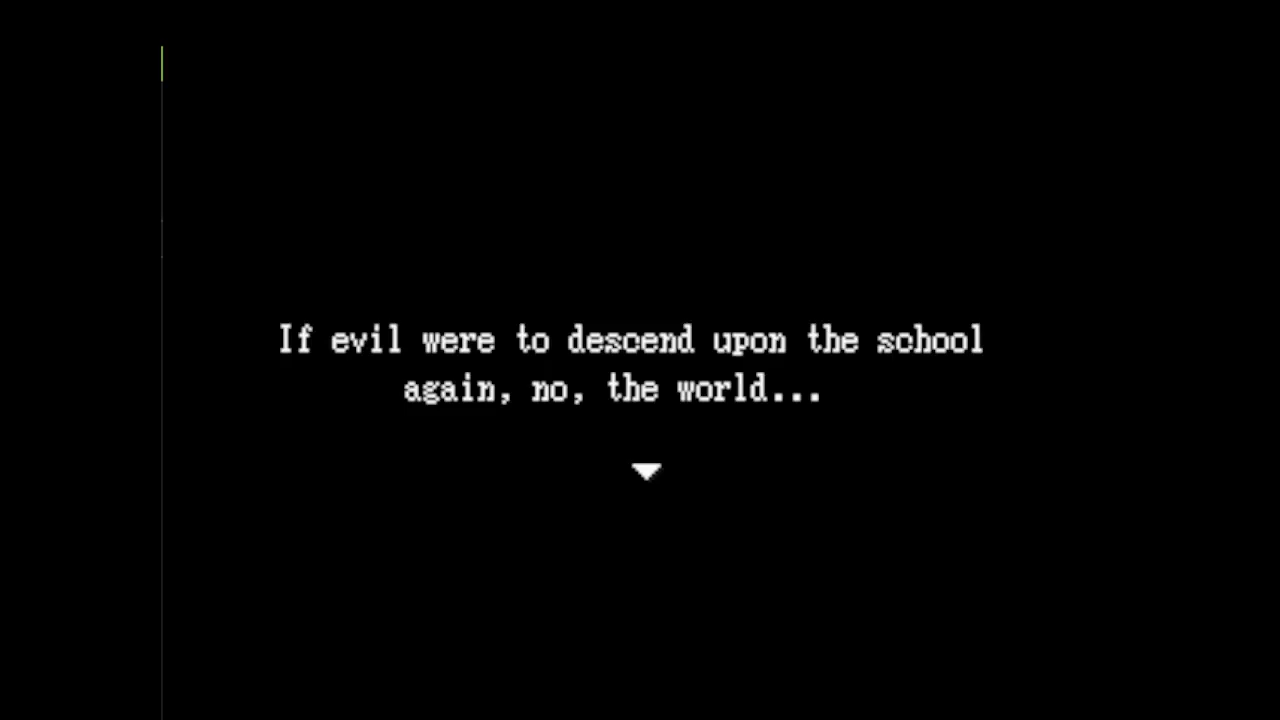 If evil were to descend upon the school
again, no, the world...